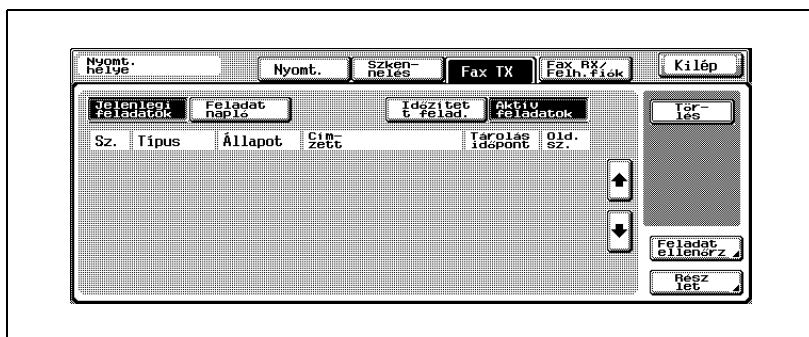 Nyomt.
helye
Nyomt.
Szken-
nelés
Fax TX
Fax RX/
Felh.fiók
Kilép
Jelenlegi
feladatok
Feladat
napló
Időzítet
t felad.
Aktív
feladatok
Tör-
lés
Sz.
Típus
Állapot
Cím-
zett
Tárolás
időpont
Old.
sz.
Feladat
ellenőrz
Rész
let